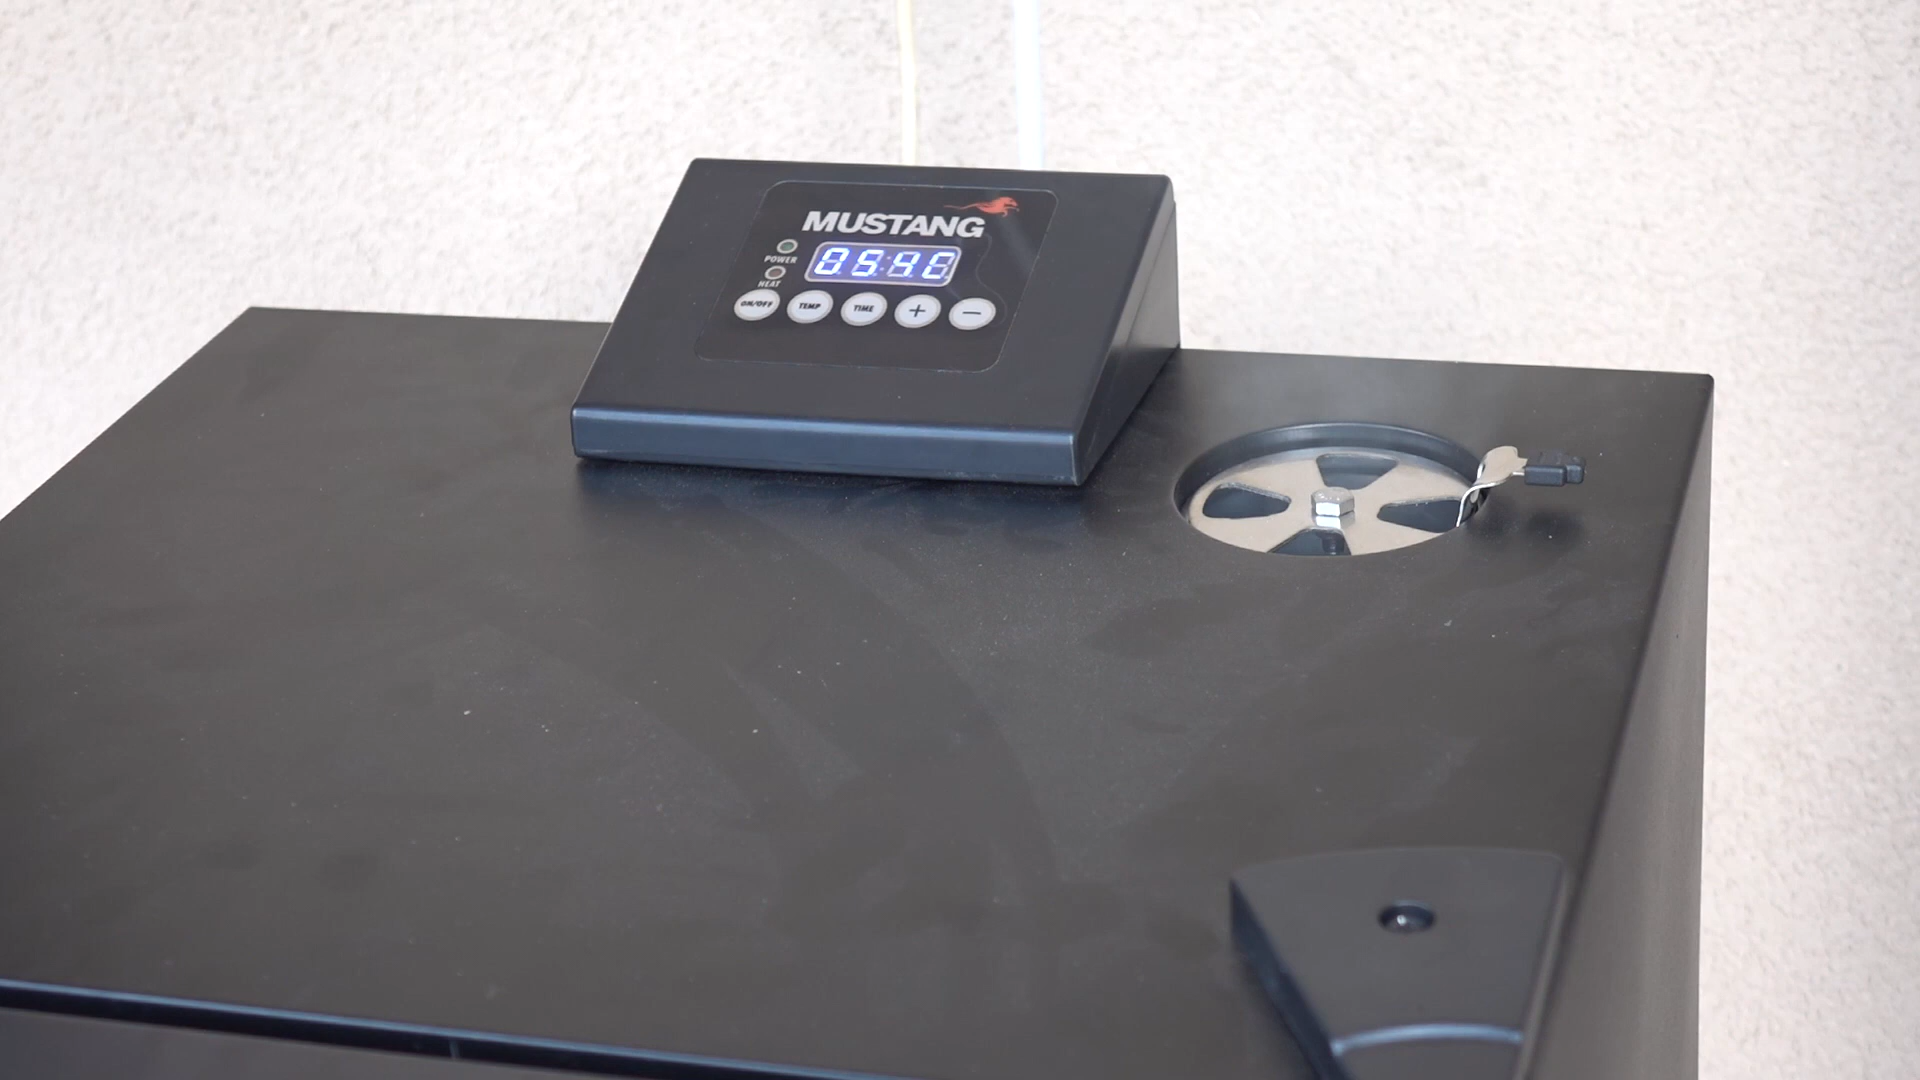 MUSTANG
POWER
HEAT
ON/OFF TEMP TIME + −